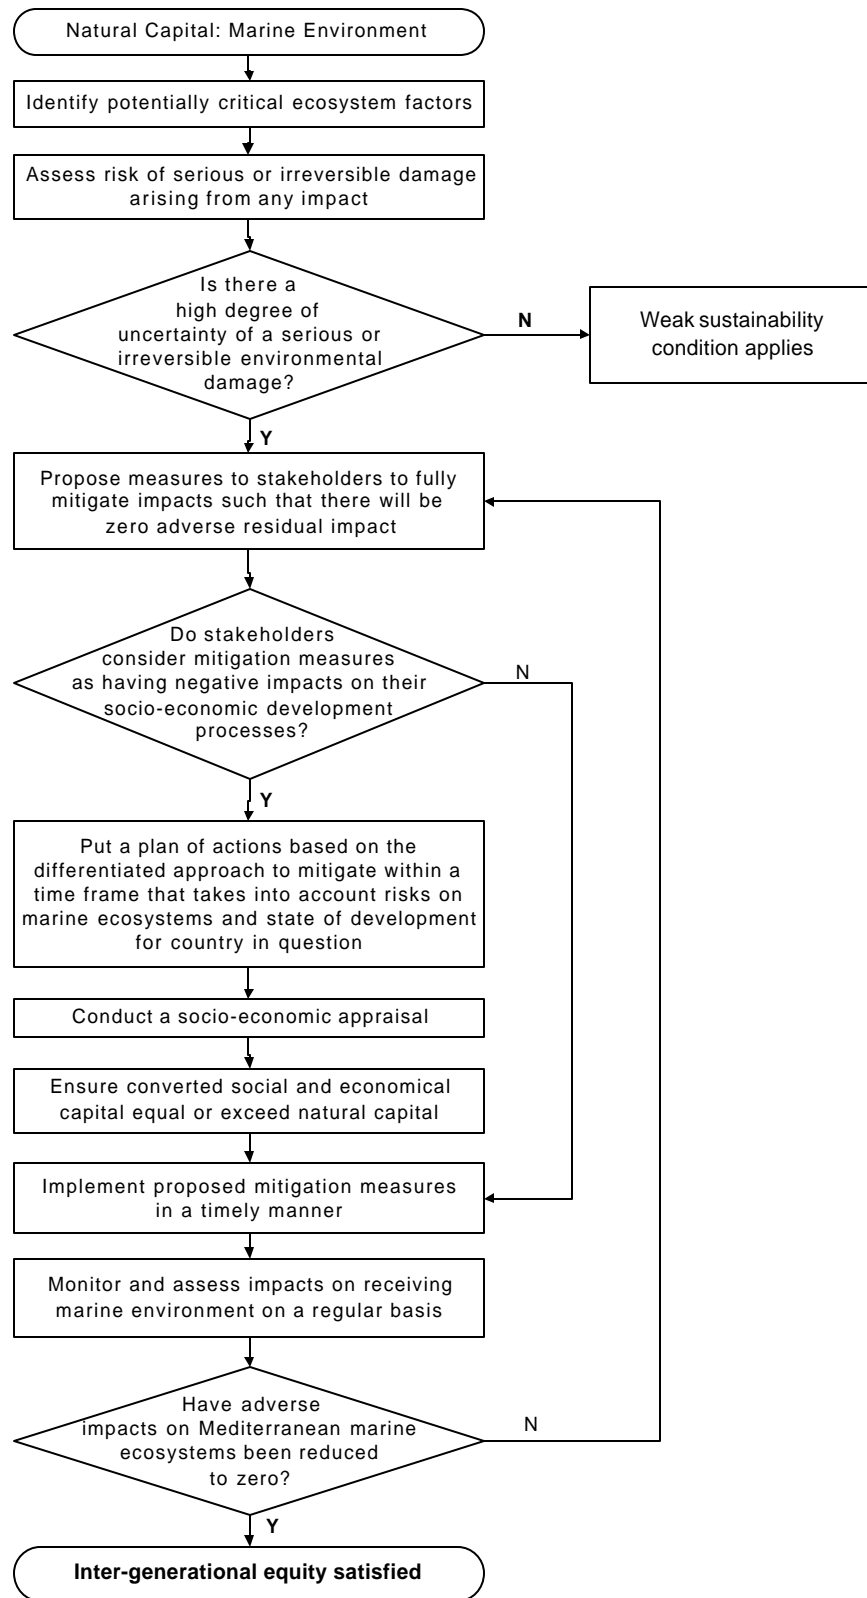 Natural Capital: Marine Environment
Identify potentially critical ecosystem factors
Assess risk of serious or irreversible damage
arising from any impact
Is there a
high degree of
uncertainty of a serious or
irreversible environmental
damage?
N
Weak sustainability
condition applies
Y
Propose measures to stakeholders to fully
mitigate impacts such that there will be
zero adverse residual impact
Do stakeholders
consider mitigation measures
as having negative impacts on their
socio-economic development
processes?
N
Y
Put a plan of actions based on the
differentiated approach to mitigate within a
time frame that takes into account risks on
marine ecosystems and state of development
for country in question
Conduct a socio-economic appraisal
Ensure converted social and economical
capital equal or exceed natural capital
Implement proposed mitigation measures
in a timely manner
Monitor and assess impacts on receiving
marine environment on a regular basis
Have adverse
impacts on Mediterranean marine
ecosystems been reduced
to zero?
N
Y
Inter-generational equity satisfied